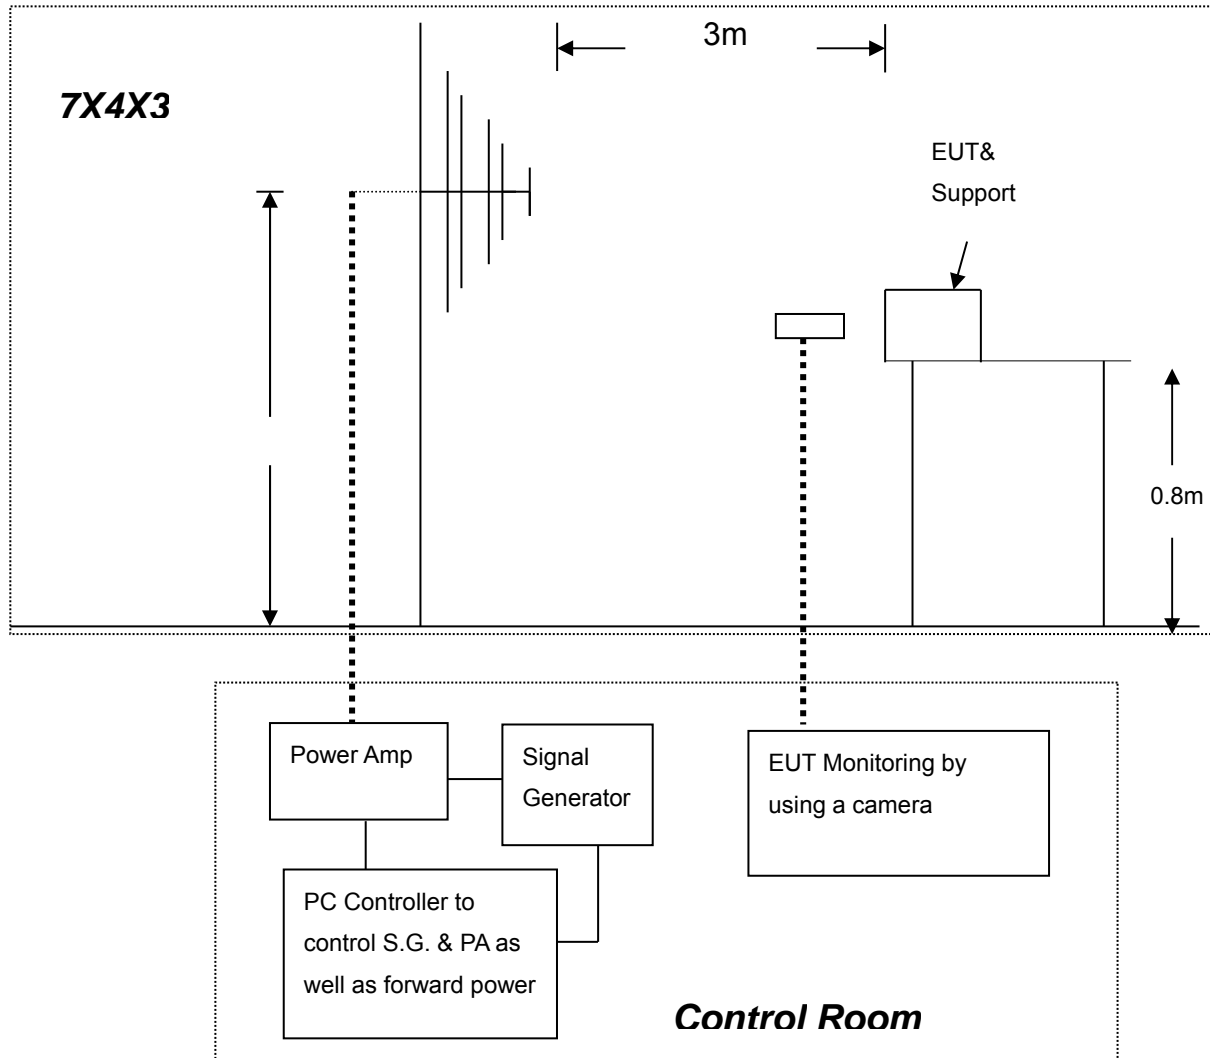 3m
7X4X3
EUT&
Support
0.8m
Power Amp
Signal
Generator
EUT Monitoring by
using a camera
PC Controller to
control S.G. & PA as
well as forward power
Control Room